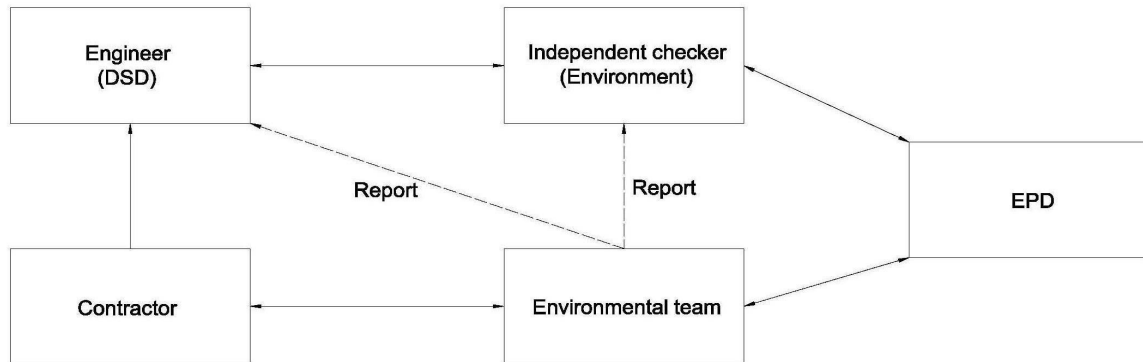 Engineer
(DSD)
Independent checker
(Environment)
Report
Report
EPD
Contractor
Environmental team